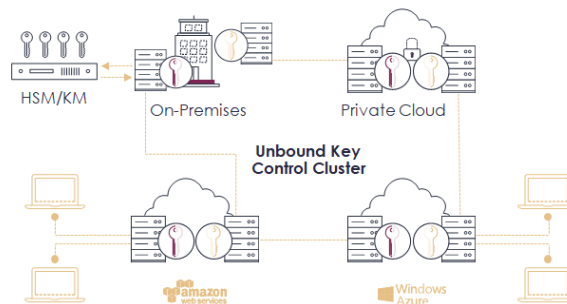 HSM/KM
On-Premises
Private Cloud
Unbound Key
Control Cluster
amazon
web services
Windows
Azure